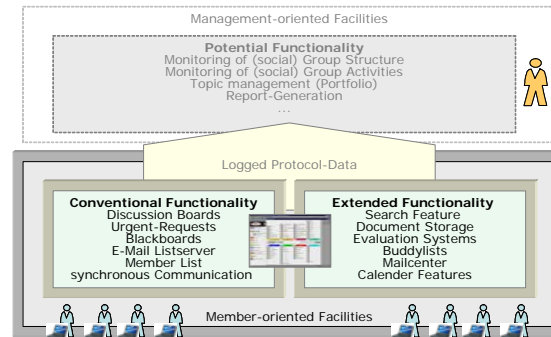 Management-oriented Facilities
Potential Functionality
Monitoring of (social) Group Structure
Monitoring of (social) Group Activities
Topic management (Portfolio)
Report-Generation
...
Logged Protocol-Data
Conventional Functionality
Discussion Boards
Urgent-Requests
Blackboards
E-Mail Listserver
Member List
synchronous Communication
Extended Functionality
Search Feature
Document Storage
Evaluation Systems
Buddylists
Mailcenter
Calender Features
Member-oriented Facilities